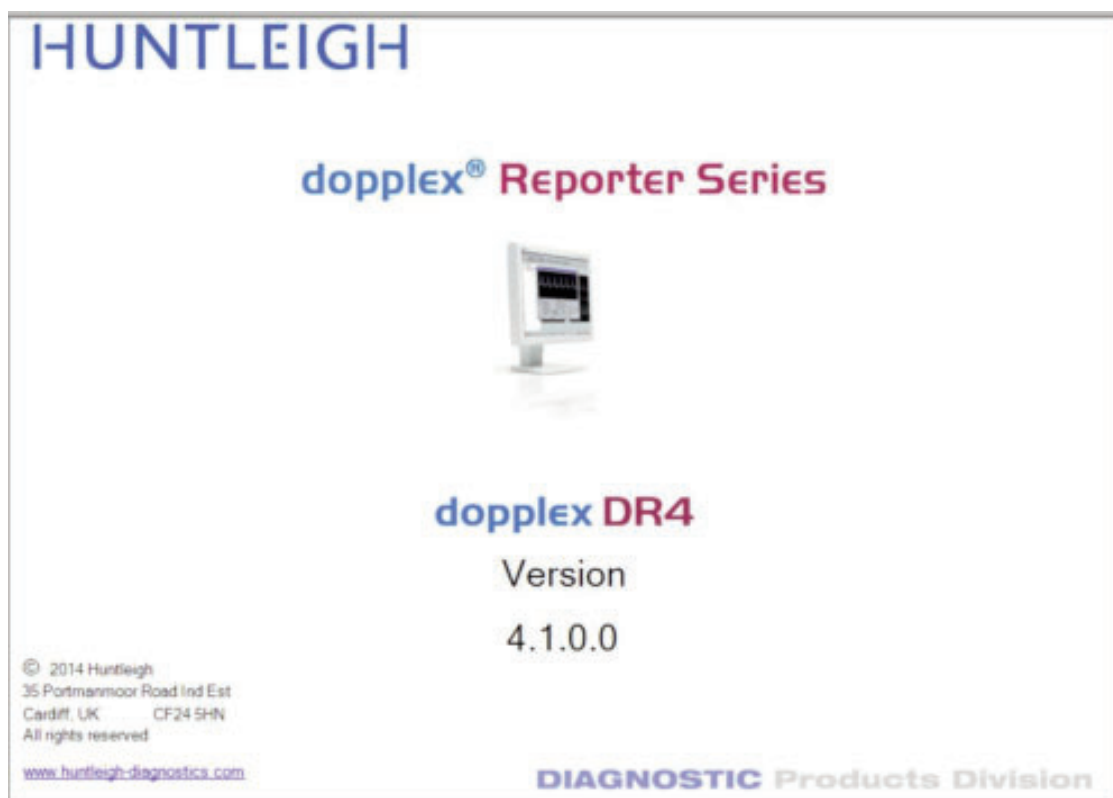 HUNTLEIGH
dopplex® Reporter Series
dopplex DR4
Version
4.1.0.0
© 2014 Huntleigh
35 Portmanmoor Road Ind Est
Cardiff, UK CF24 5HN
All rights reserved
www.huntleigh-diagnostics.com
DIAGNOSTIC Products Division